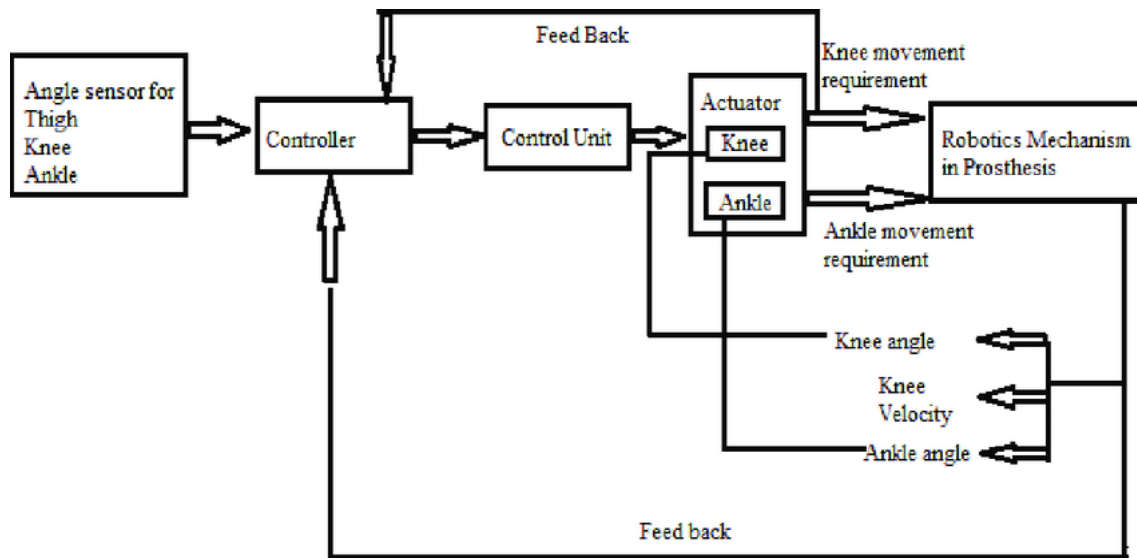 Feed Back
Knee movement
requirement
Angle sensor for
Thigh
Knee
Ankle
Controller
Control Unit
Actuator
Knee
Ankle
Robotics Mechanism
in Prosthesis
Ankle movement
requirement
Knee angle
Knee
Velocity
Ankle angle
Feed back